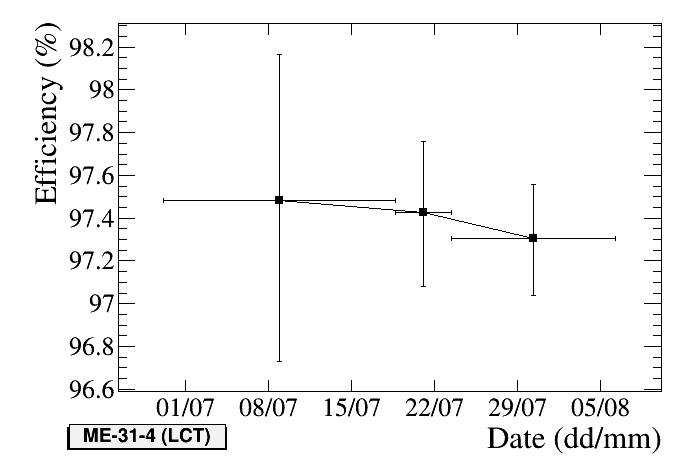 Efficiency (%)
98.2
98
97.8
97.6
97.4
97.2
97
96.8
96.6
01/07 08/07 15/07 22/07 29/07 05/08
ME-31-4 (LCT)
Date (dd/mm)